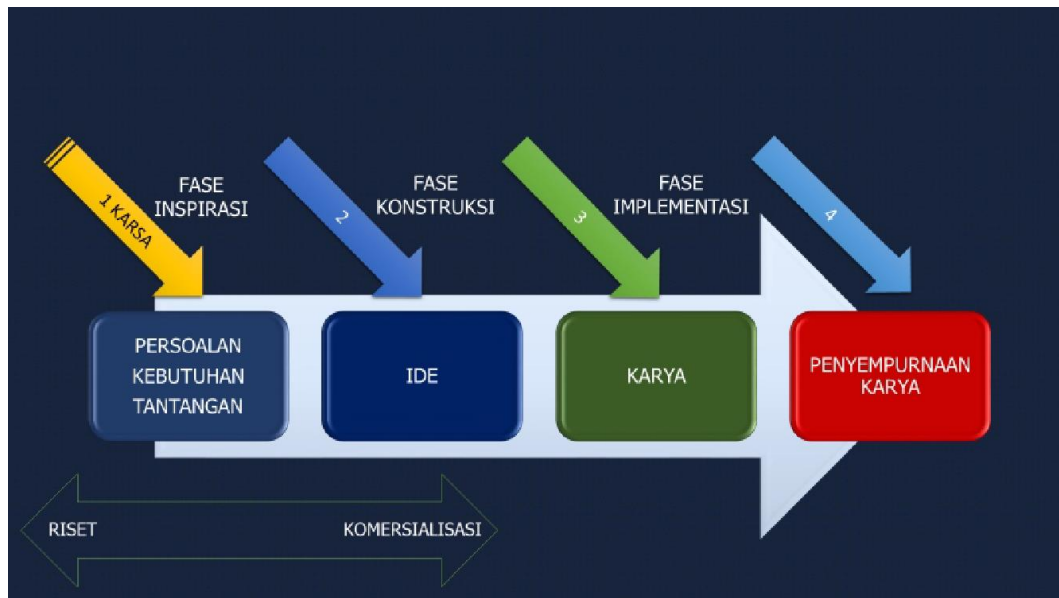 1 KARSA
FASE
INSPIRASI
2
FASE
KONSTRUKSI
3
FASE
IMPLEMENTASI
4
PERSOALAN
KEBUTUHAN
TANTANGAN
IDE
KARYA
PENYEMPURNAAN
KARYA
RISET
KOMERSIALISASI